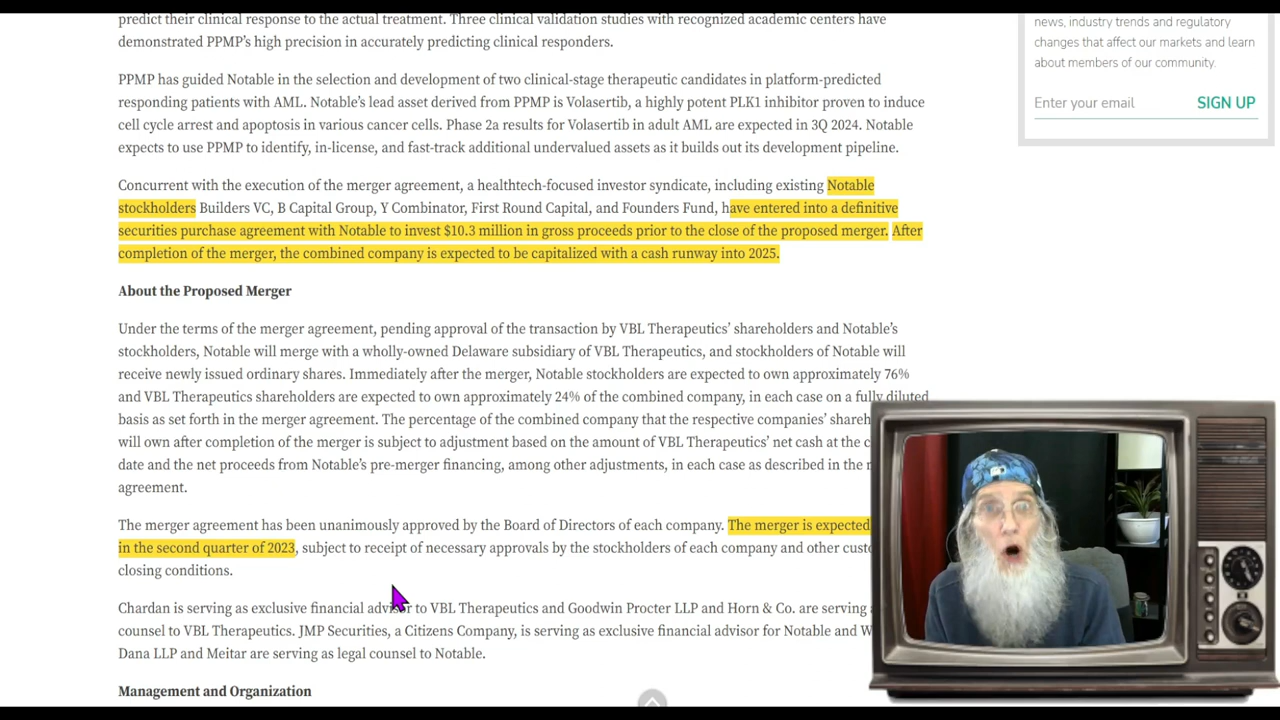 predict their clinical response to the actual treatment. Three clinical validation studies with recognized academic centers have
demonstrated PPMP’s high precision in accurately predicting clinical responders.
PPMP has guided Notable in the selection and development of two clinical-stage therapeutic candidates in platform-predicted
responding patients with AML. Notable’s lead asset derived from PPMP is Volasertib, a highly potent PLK1 inhibitor proven to induce
cell cycle arrest and apoptosis in various cancer cells. Phase 2a results for Volasertib in adult AML are expected in 3Q 2024. Notable
expects to use PPMP to identify, in-license, and fast-track additional undervalued assets as it builds out its development pipeline.
Concurrent with the execution of the merger agreement, a healthtech-focused investor syndicate, including existing Notable
stockholders Builders VC, B Capital Group, Y Combinator, First Round Capital, and Founders Fund, have entered into a definitive
securities purchase agreement with Notable to invest $10.3 million in gross proceeds prior to the close of the proposed merger. After
completion of the merger, the combined company is expected to be capitalized with a cash runway into 2025.
About the Proposed Merger
Under the terms of the merger agreement, pending approval of the transaction by VBL Therapeutics’ shareholders and Notable’s
stockholders, Notable will merge with a wholly-owned Delaware subsidiary of VBL Therapeutics, and stockholders of Notable will
receive newly issued ordinary shares. Immediately after the merger, Notable stockholders are expected to own approximately 76%
and VBL Therapeutics shareholders are expected to own approximately 24% of the combined company, in each case on a fully diluted
basis as set forth in the merger agreement. The percentage of the combined company that the respective companies’ shareh
will own after completion of the merger is subject to adjustment based on the amount of VBL Therapeutics’ net cash at the c
date and the net proceeds from Notable’s pre-merger financing, among other adjustments, in each case as described in the
agreement.
The merger agreement has been unanimously approved by the Board of Directors of each company. The merger is expected
in the second quarter of 2023, subject to receipt of necessary approvals by the stockholders of each company and other custo
closing conditions.
Chardan is serving as exclusive financial advisor to VBL Therapeutics and Goodwin Procter LLP and Horn & Co. are serving
counsel to VBL Therapeutics. JMP Securities, a Citizens Company, is serving as exclusive financial advisor for Notable and W
Dana LLP and Meitar are serving as legal counsel to Notable.
Management and Organization
news, industry trends and regulatory
changes that affect our markets and learn
about members of our community.
Enter your email SIGN UP